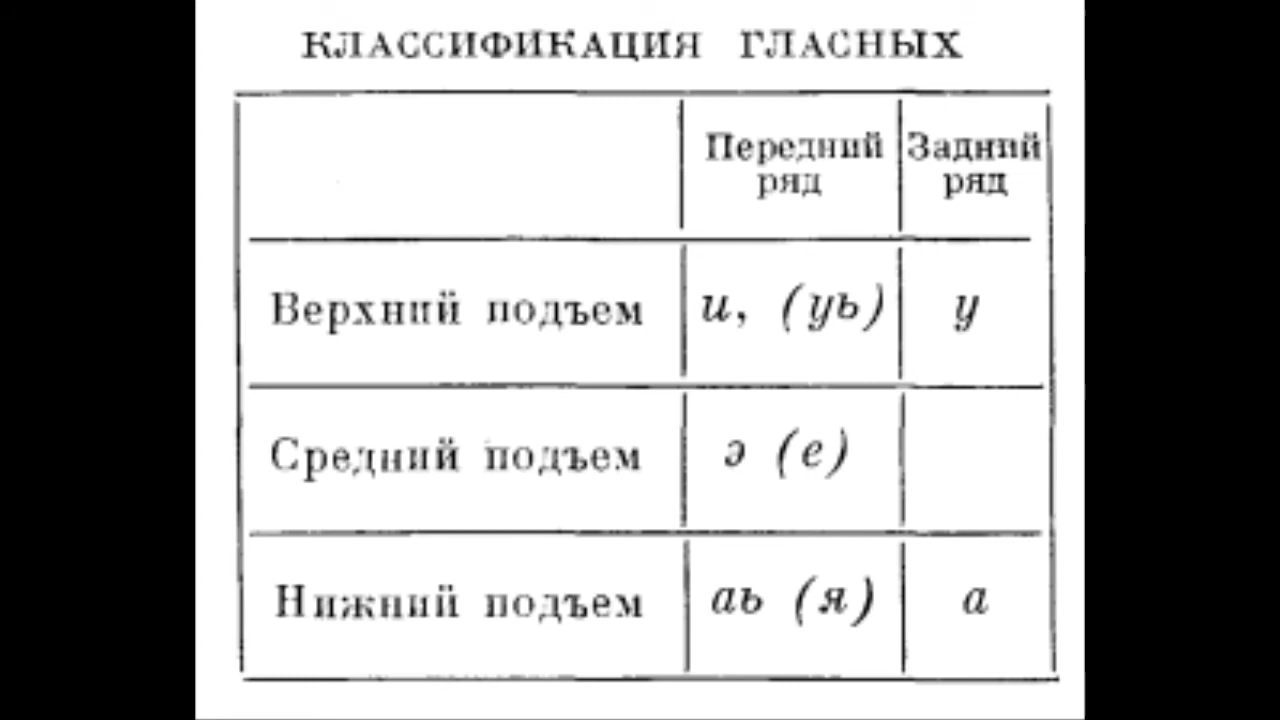 КЛАССИФИКАЦИЯ ГЛАСНЫХ
Передний ряд Задний ряд
Верхний подъем и, (уь) у
Средний подъем э (е)
Нижний подъем аь (я) а